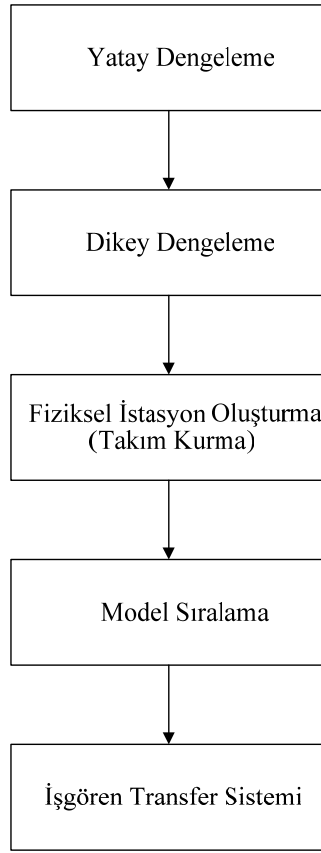 Yatay Dengeleme
Dikey Dengeleme
Fiziksel İstasyon Oluşturma
(Takım Kurma)
Model Sıralama
İşgören Transfer Sistemi